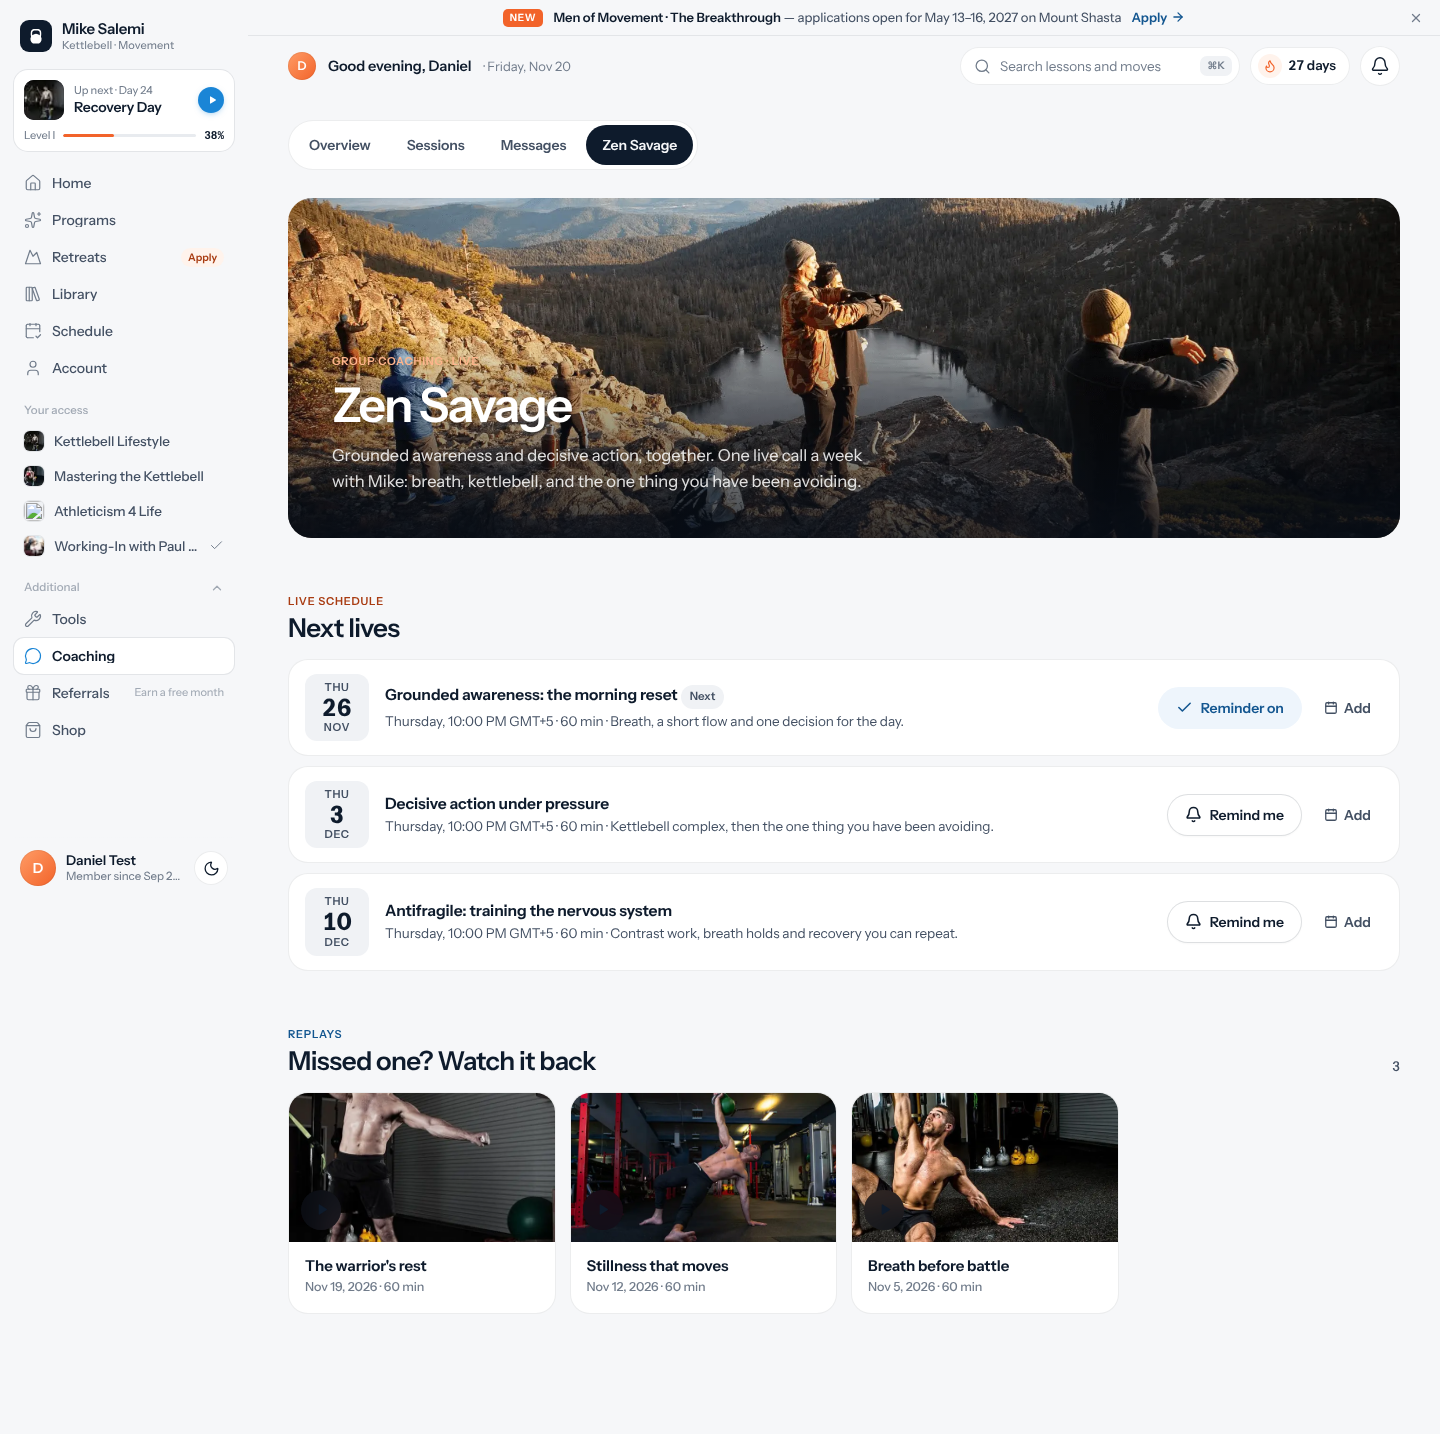 Mike Salemi
Kettlebell · Movement
Up next · Day 24
Recovery Day
Level I
38%
Home
Programs
Retreats
Apply
Library
Schedule
Account
Your access
Kettlebell Lifestyle
Mastering the Kettlebell
Athleticism 4 Life
Working-In with Paul ...
Additional
Tools
Coaching
Referrals
Earn a free month
Shop
Daniel Test
Member since Sep 2...
NEW Men of Movement · The Breakthrough — applications open for May 13–16, 2027 on Mount Shasta Apply →
D
Good evening, Daniel · Friday, Nov 20
Search lessons and moves
⌘K
27 days
Overview
Sessions
Messages
Zen Savage
GROUP COACHING
Zen Savage
Grounded awareness and decisive action, together. One live call a week
with Mike: breath, kettlebell, and the one thing you have been avoiding.
LIVE SCHEDULE
Next lives
THU
26
NOV
Grounded awareness: the morning reset Next
Thursday, 10:00 PM GMT+5 · 60 min · Breath, a short flow and one decision for the day.
Reminder on
Add
THU
3
DEC
Decisive action under pressure
Thursday, 10:00 PM GMT+5 · 60 min · Kettlebell complex, then the one thing you have been avoiding.
Remind me
Add
THU
10
DEC
Antifragile: training the nervous system
Thursday, 10:00 PM GMT+5 · 60 min · Contrast work, breath holds and recovery you can repeat.
Remind me
Add
REPLAYS
Missed one? Watch it back
3
The warrior's rest
Nov 19, 2026 · 60 min
Stillness that moves
Nov 12, 2026 · 60 min
Breath before battle
Nov 5, 2026 · 60 min
D